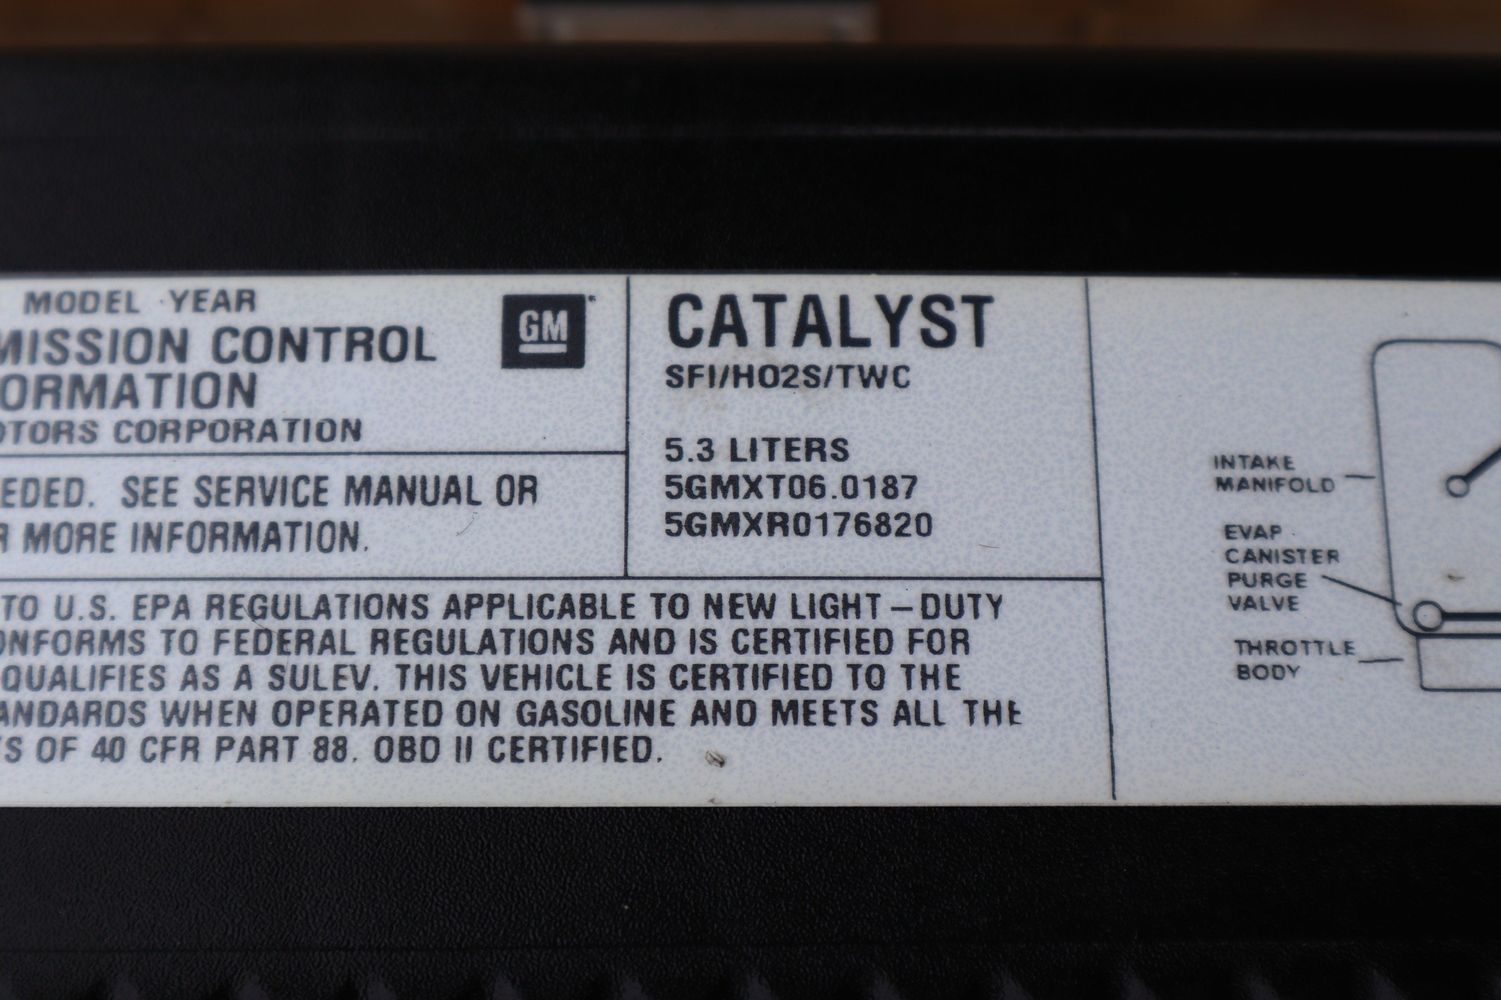 MODEL YEAR
MISSION CONTROL
ORMATION
OTORS CORPORATION
GM
EDED. SEE SERVICE MANUAL OR
R MORE INFORMATION.
CATALYST
SFI/HO2S/TWC
5.3 LITERS
5GMXT06.0187
5GMXR0176820
TO U.S. EPA REGULATIONS APPLICABLE TO NEW LIGHT–DUTY
ONFORMS TO FEDERAL REGULATIONS AND IS CERTIFIED FOR
QUALIFIES AS A SULEV. THIS VEHICLE IS CERTIFIED TO THE
ANDARDS WHEN OPERATED ON GASOLINE AND MEETS ALL THE
TS OF 40 CFR PART 88. OBD II CERTIFIED.
INTAKE
MANIFOLD
EVAP
CANISTER
PURGE
VALVE
THROTTLE
BODY